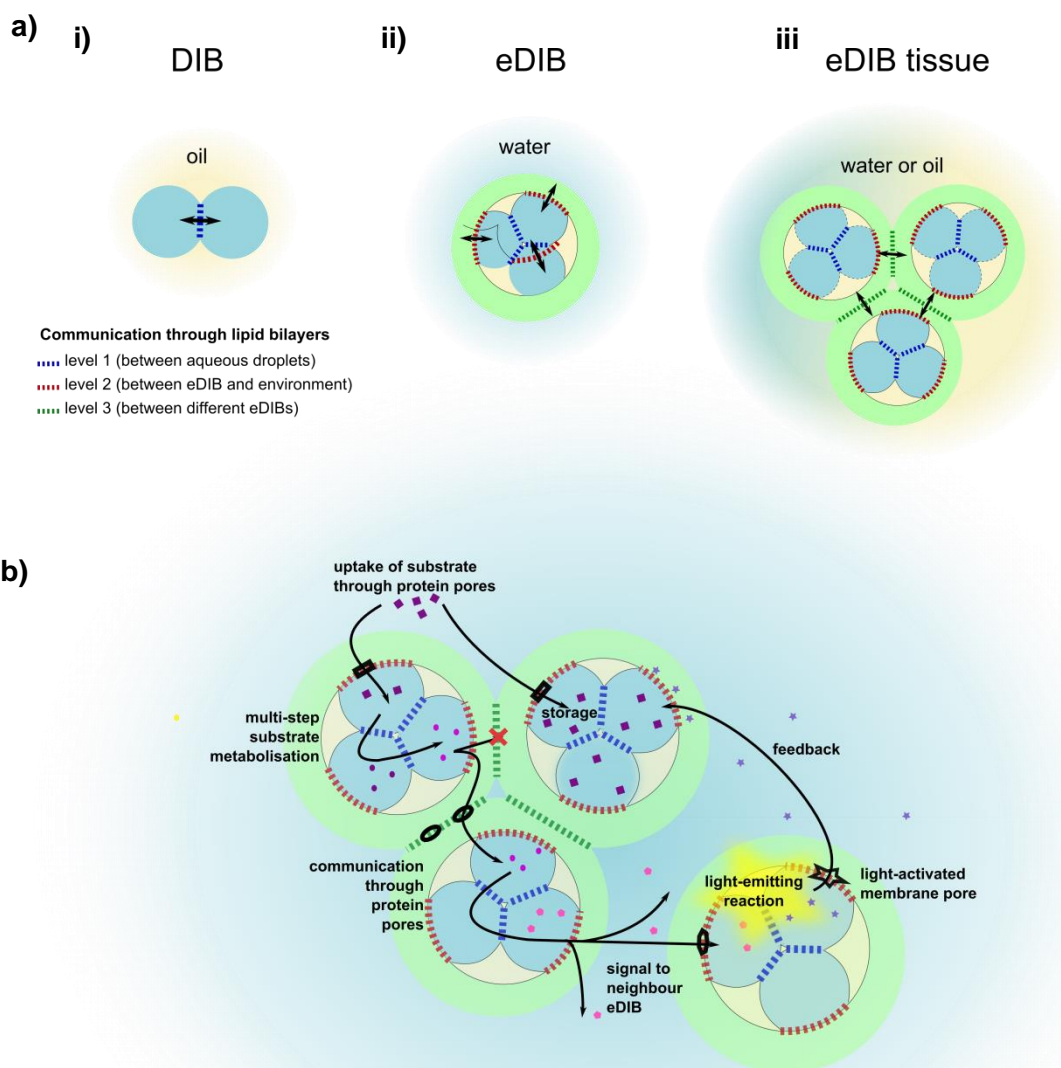 a)
i)
DIB
ii)
eDIB
iii
eDIB tissue
oil
water
water or oil
Communication through lipid bilayers
level 1 (between aqueous droplets)
level 2 (between eDIB and environment)
level 3 (between different eDIBs)
b)
uptake of substrate
through protein pores
storage
multi-step
substrate
metabolisation
feedback
communication
through
protein
pores
light-emitting
reaction
light-activated
membrane pore
signal to
neighbour
eDIB